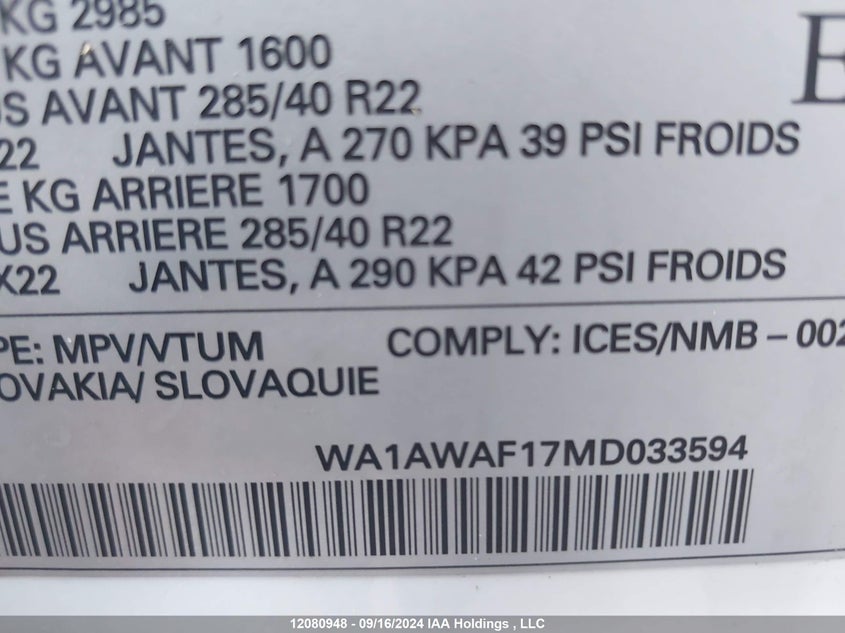 KG 2985
KG AVANT 1600
US AVANT 285/40 R22
22 JANTES, A 270 KPA 39 PSI FROIDS
E KG ARRIERE 1700
US ARRIERE 285/40 R22
X22 JANTES, A 290 KPA 42 PSI FROIDS
PE: MPV/VTUM COMPLY: ICES/NMB – 002
OVAKIA/ SLOVAQUIE
WA1AWAF17MD033594
12080948 - 09/16/2024 IAA Holdings , LLC